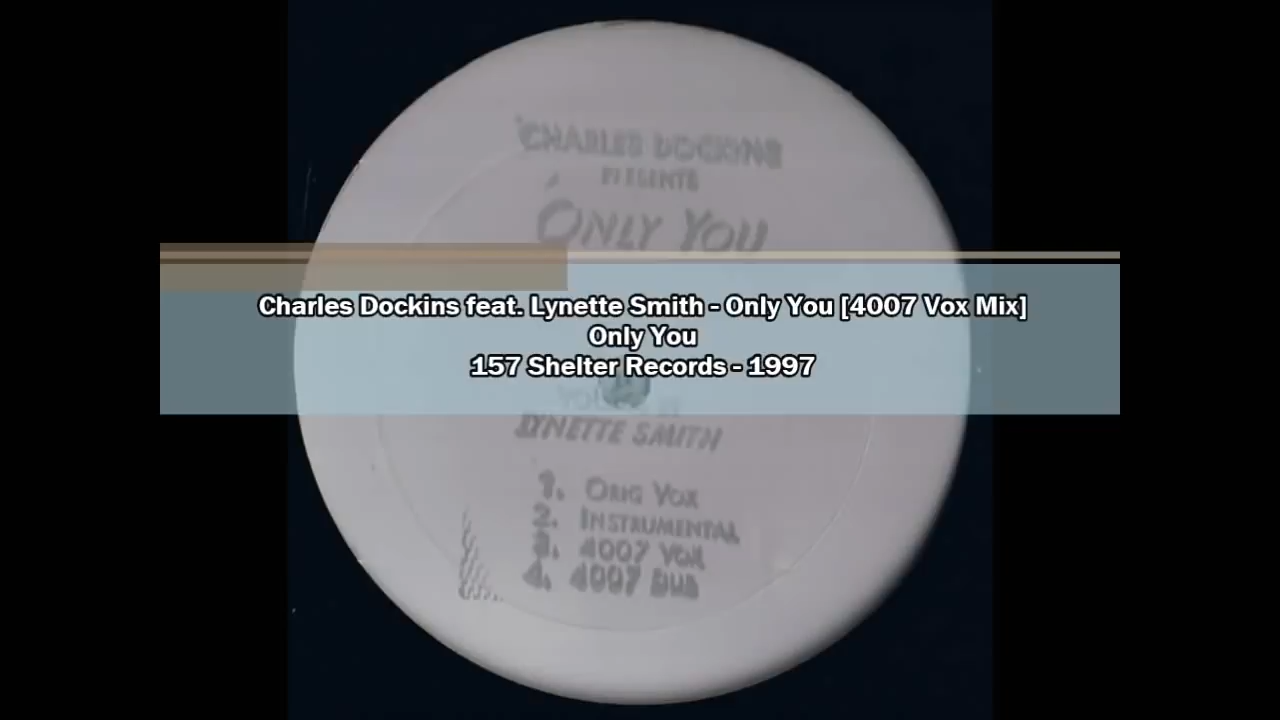 CHARLES DOCKINS
PRESENTS
ONLY YOU
Charles Dockins feat. Lynette Smith - Only You [4007 Vox Mix]
Only You
157 Shelter Records - 1997
LYNETTE SMITH
1. ORIG VOX
2. INSTRUMENTAL
3. 4007 VOX
4. 4007 DUB